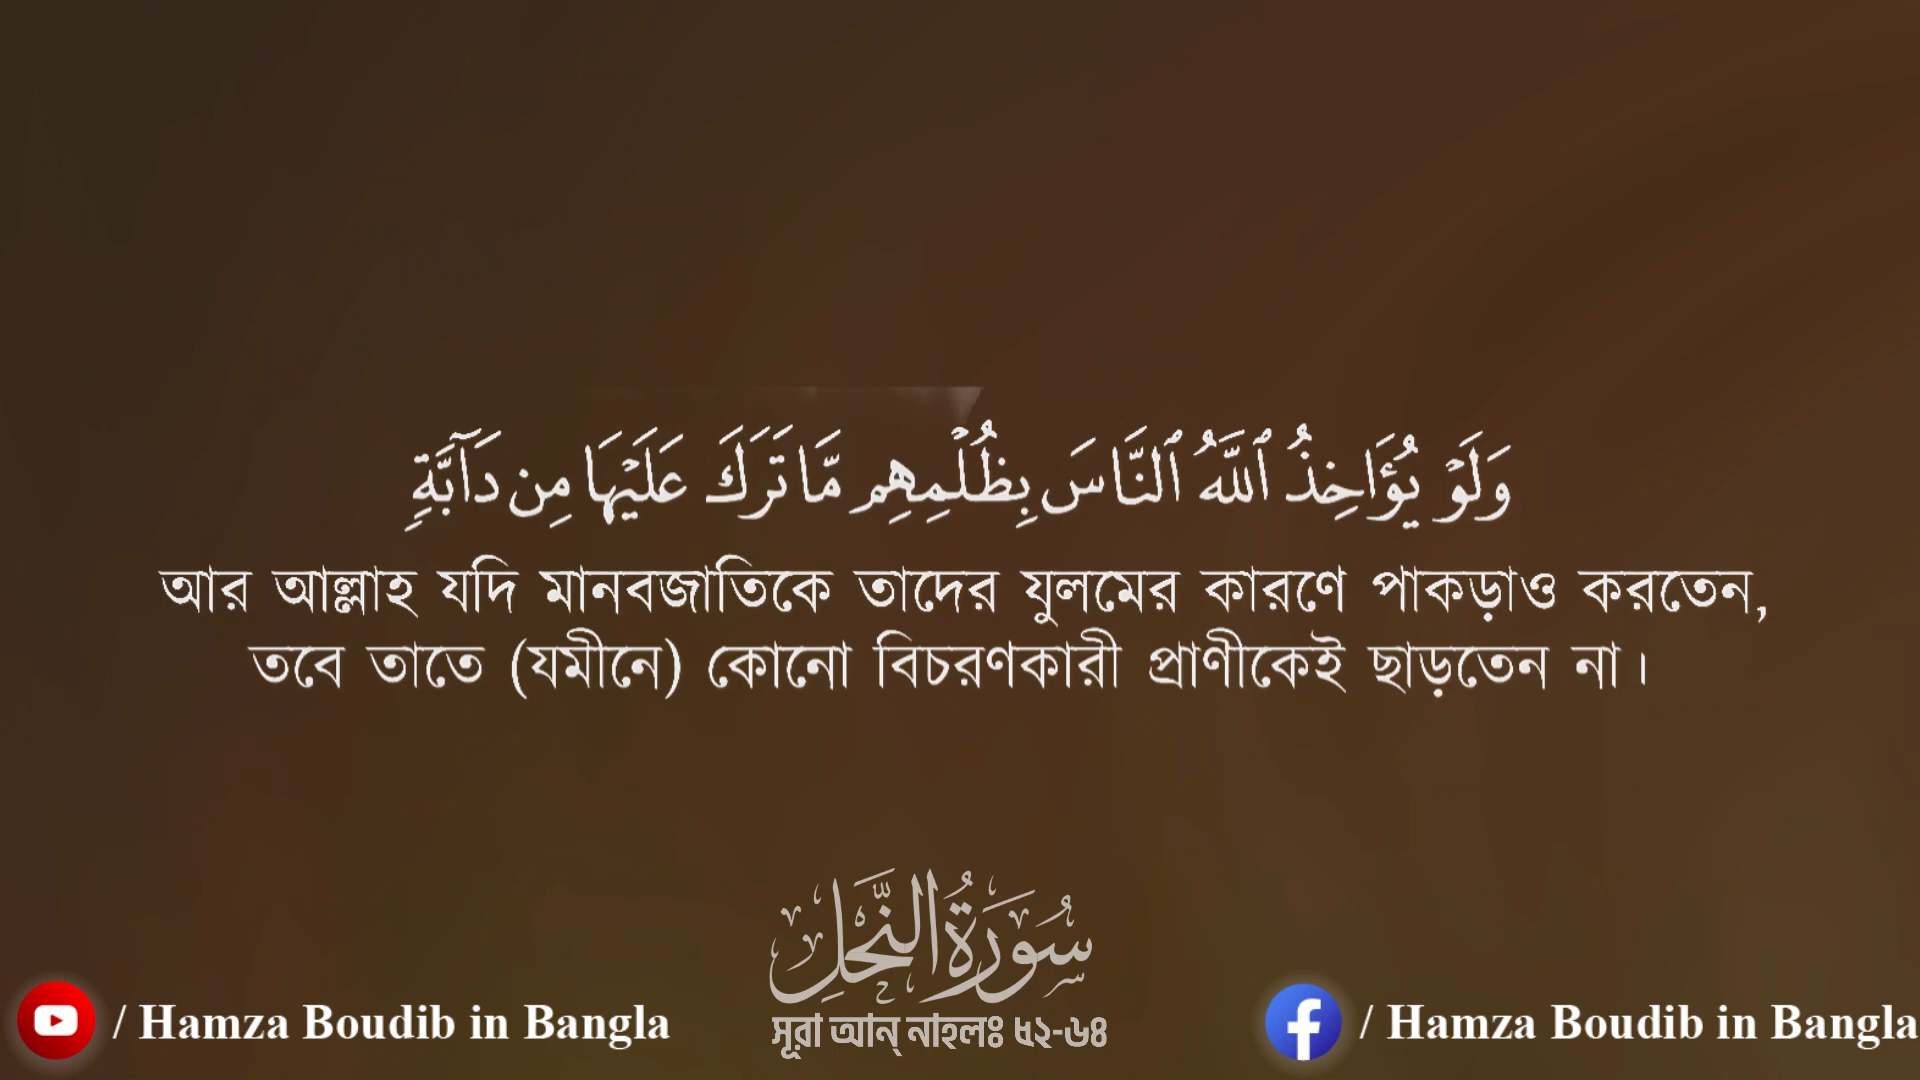 وَلَوْ يُؤَاخِذُ ٱللَّهُ ٱلنَّاسَ بِظُلْمِهِم مَّا تَرَكَ عَلَيْهَا مِن دَآبَّةٍ
আর আল্লাহ যদি মানবজাতিকে তাদের যুলমের কারণে পাকড়াও করতেন,
তবে তাতে (যমীনে) কোনো বিচরণকারী প্রাণীকেই ছাড়তেন না।
سُورَةُ النَّحْلِ
সূরা আন্ নাহলঃ ৫২-৬৪
/ Hamza Boudib in Bangla
/ Hamza Boudib in Bangla